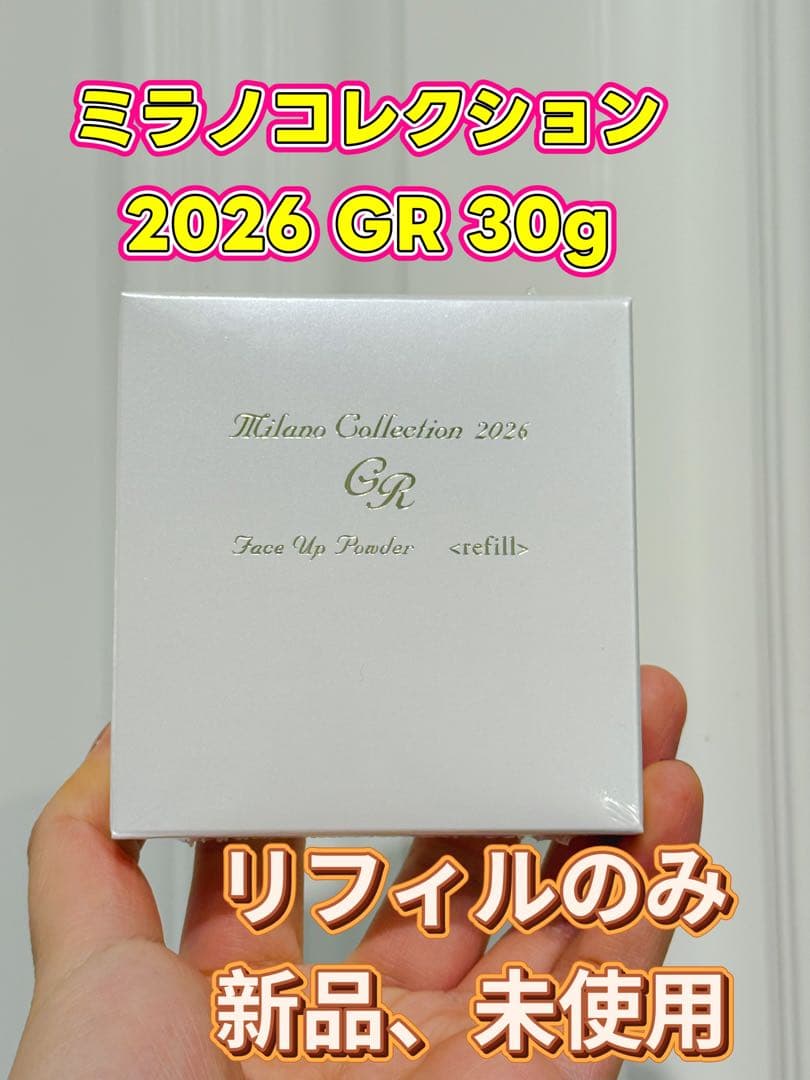 ミラノコレクション
2026 GR 30g
Milano Collection 2026
GR
Face Up Powder <refill>
リフィルのみ
新品、未使用